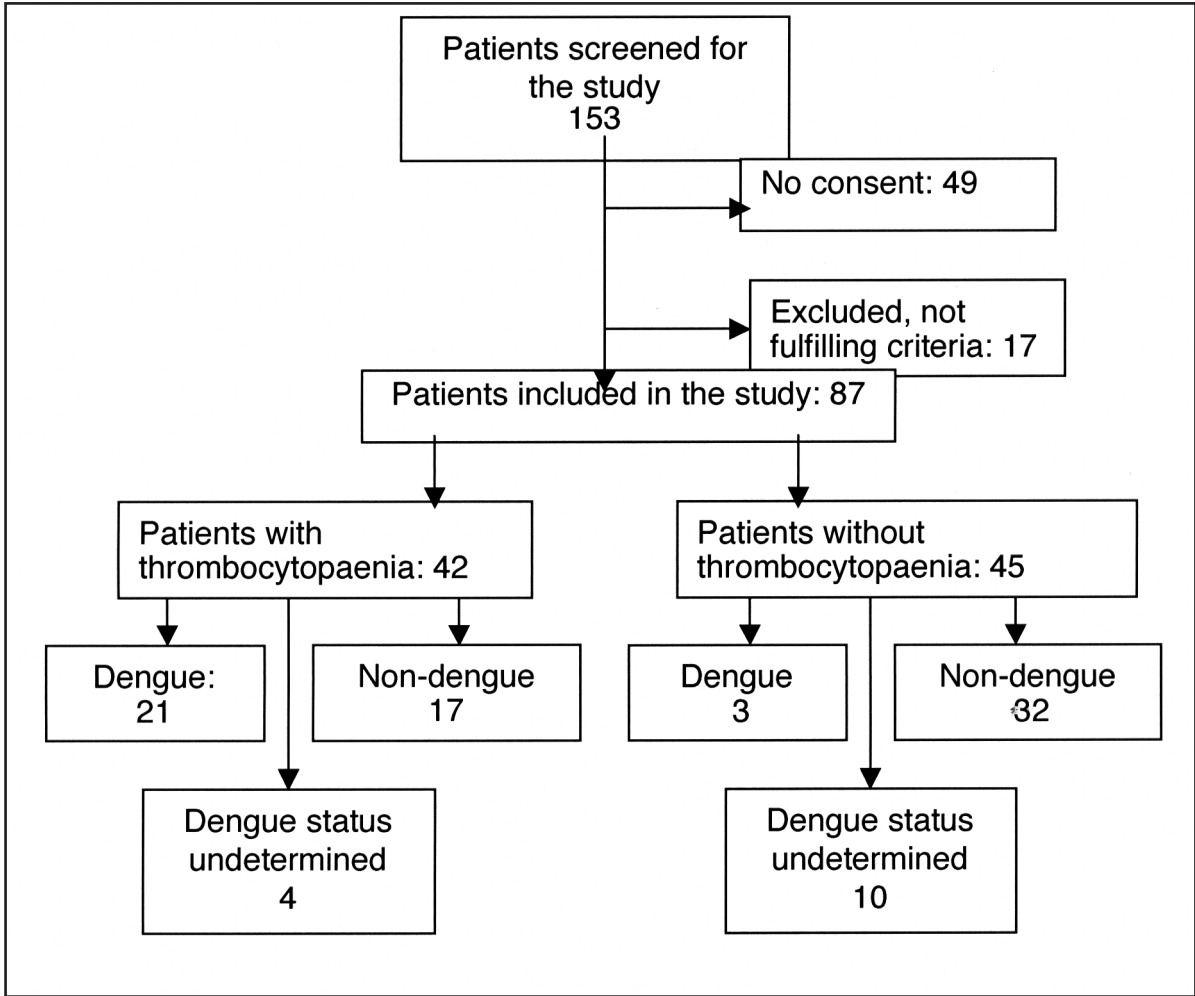 Patients screened for
the study
153
No consent: 49
Excluded, not
fulfilling criteria: 17
Patients included in the study: 87
Patients with
thrombocytopaenia: 42
Patients without
thrombocytopaenia: 45
Dengue:
21
Non-dengue
17
Dengue
3
Non-dengue
32
Dengue status
undetermined
4
Dengue status
undetermined
10